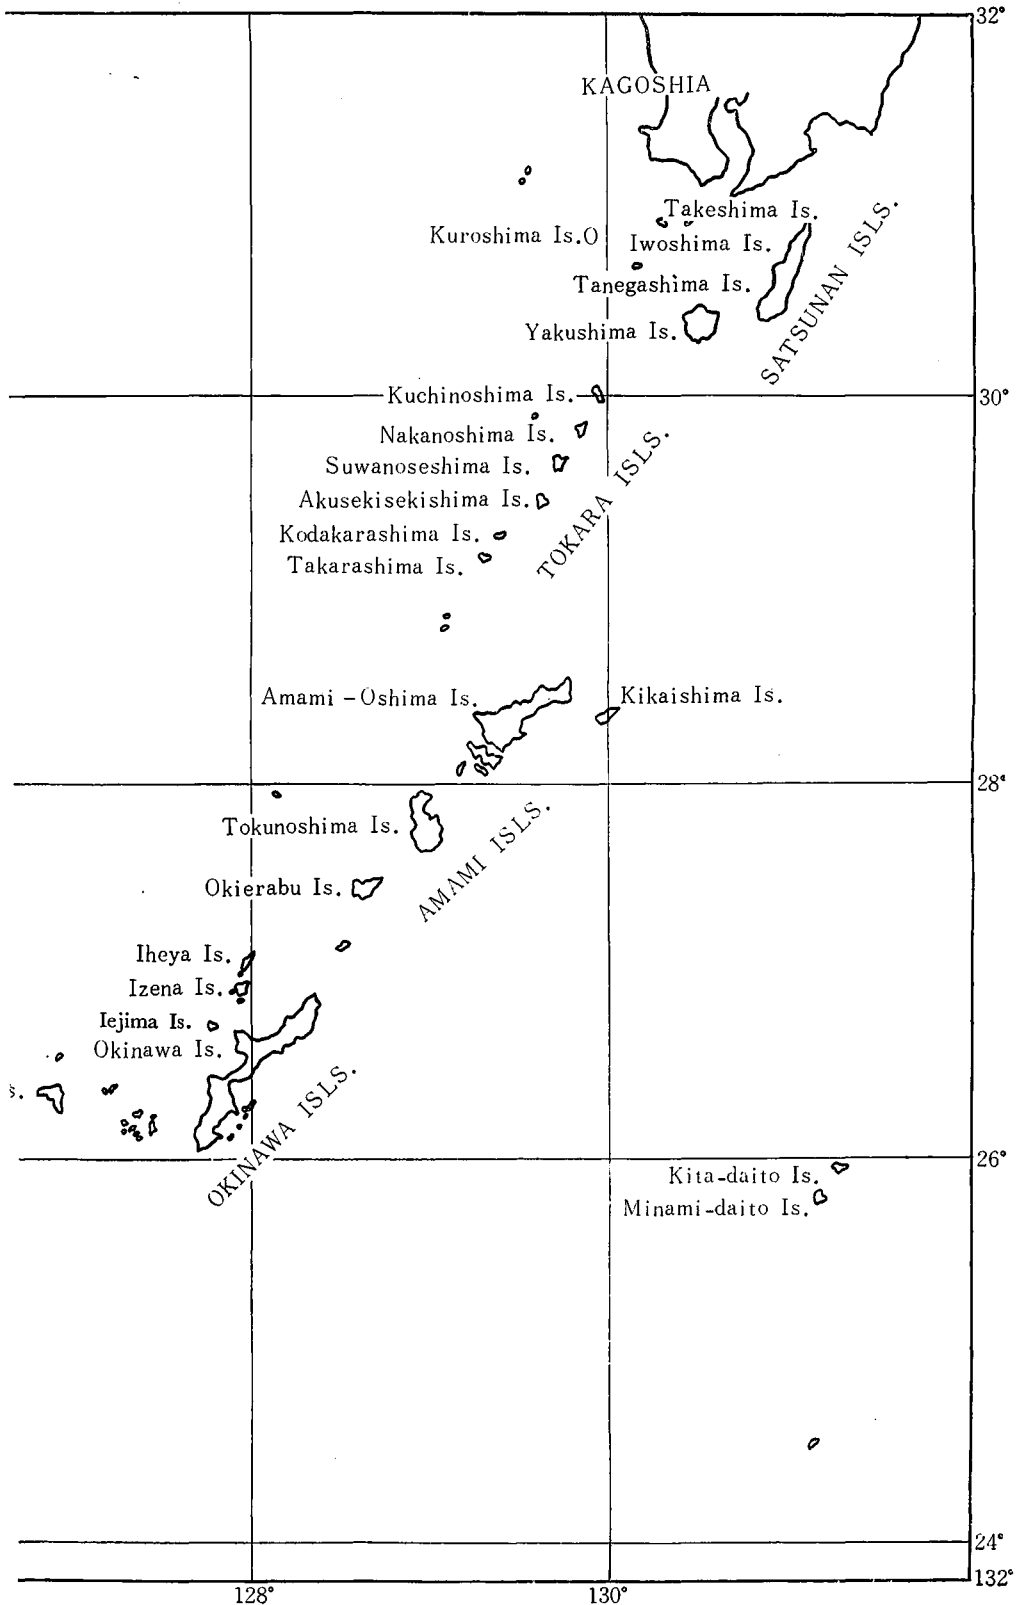 32°
KAGOSHIA
Takeshima Is.
Kuroshima Is.
Iwoshima Is.
Tanegashima Is.
SATSUNAN ISLS.
Yakushima Is.
Kuchinoshima Is.
30°
Nakanoshima Is.
Suwanoseshima Is.
Akusekisekishima Is.
TOKARA ISLS.
Kodakarashima Is.
Takarashima Is.
Amami-Oshima Is.
Kikaishima Is.
28°
Tokunoshima Is.
AMAMI ISLS.
Okierabu Is.
Iheya Is.
Izena Is.
Iejima Is.
Okinawa Is.
s.
OKINAWA ISLS.
26°
Kita-daito Is.
Minami-daito Is.
24°
132°
128°
130°